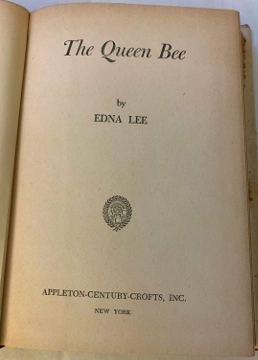 The Queen Bee
by
EDNA LEE
APPLETON-CENTURY-CROFTS, INC.
NEW YORK